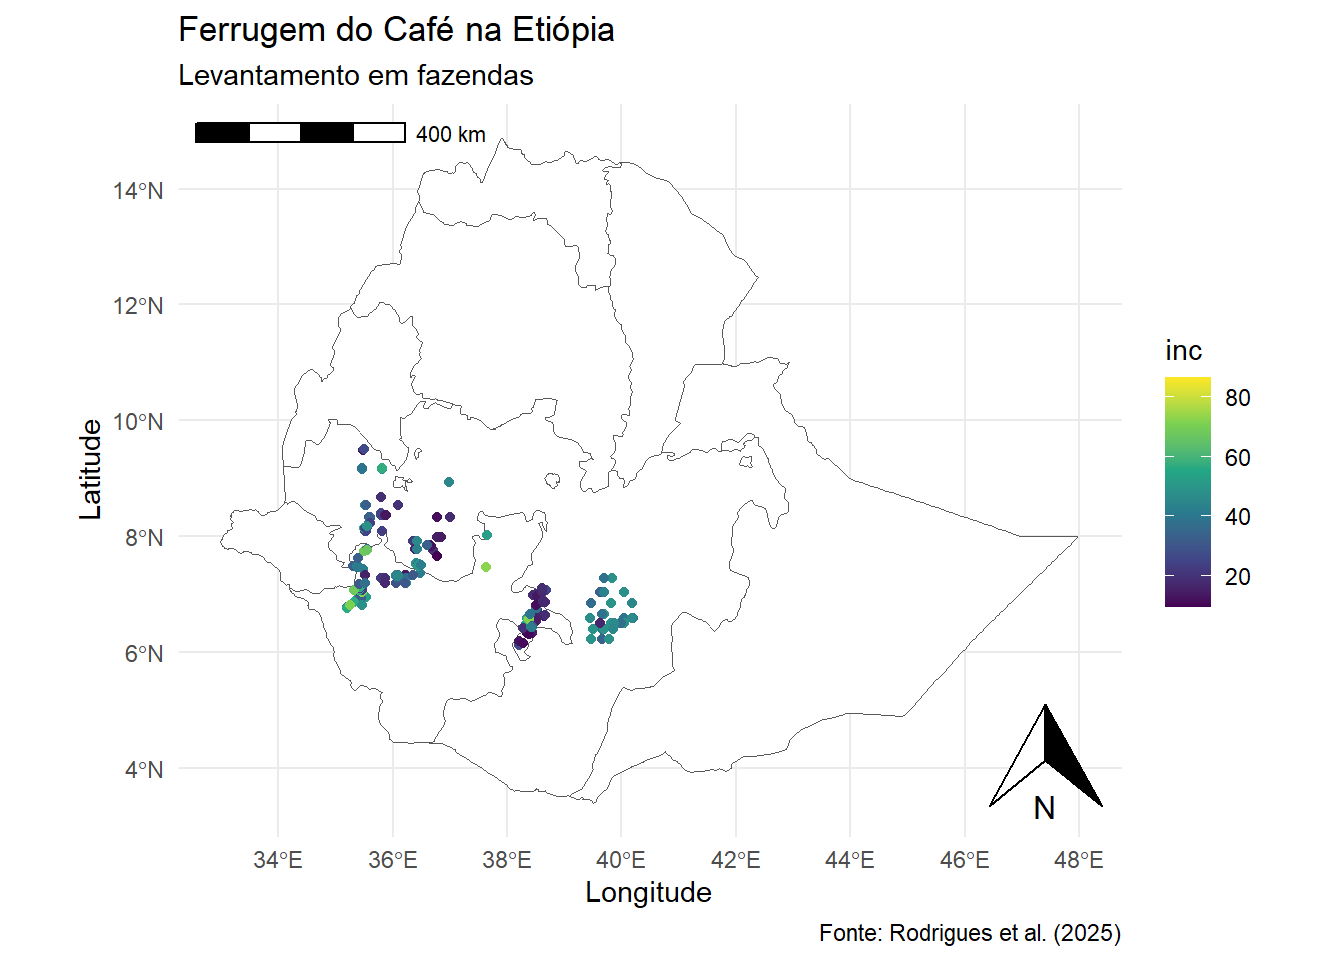 Ferrugem do Café na Etiópia
Levantamento em fazendas
400 km
14°N
12°N
10°N
8°N
6°N
4°N
Latitude
34°E 36°E 38°E 40°E 42°E 44°E 46°E 48°E
Longitude
N
inc
80
60
40
20
Fonte: Rodrigues et al. (2025)